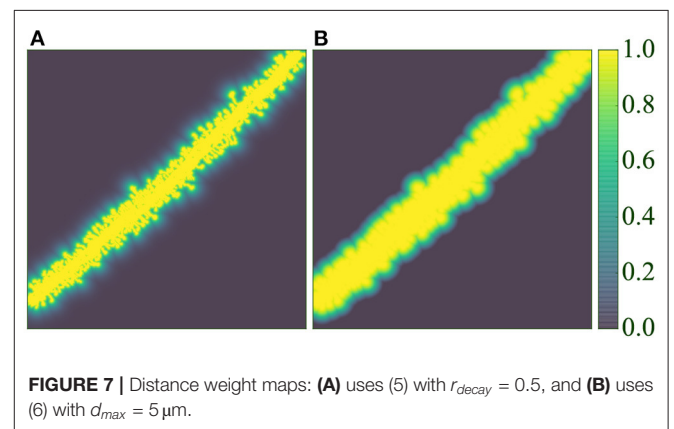 A
B
1.0
0.8
0.6
0.4
0.2
0.0
FIGURE 7 | Distance weight maps: (A) uses (5) with r_decay = 0.5, and (B) uses
(6) with d_max = 5 μm.